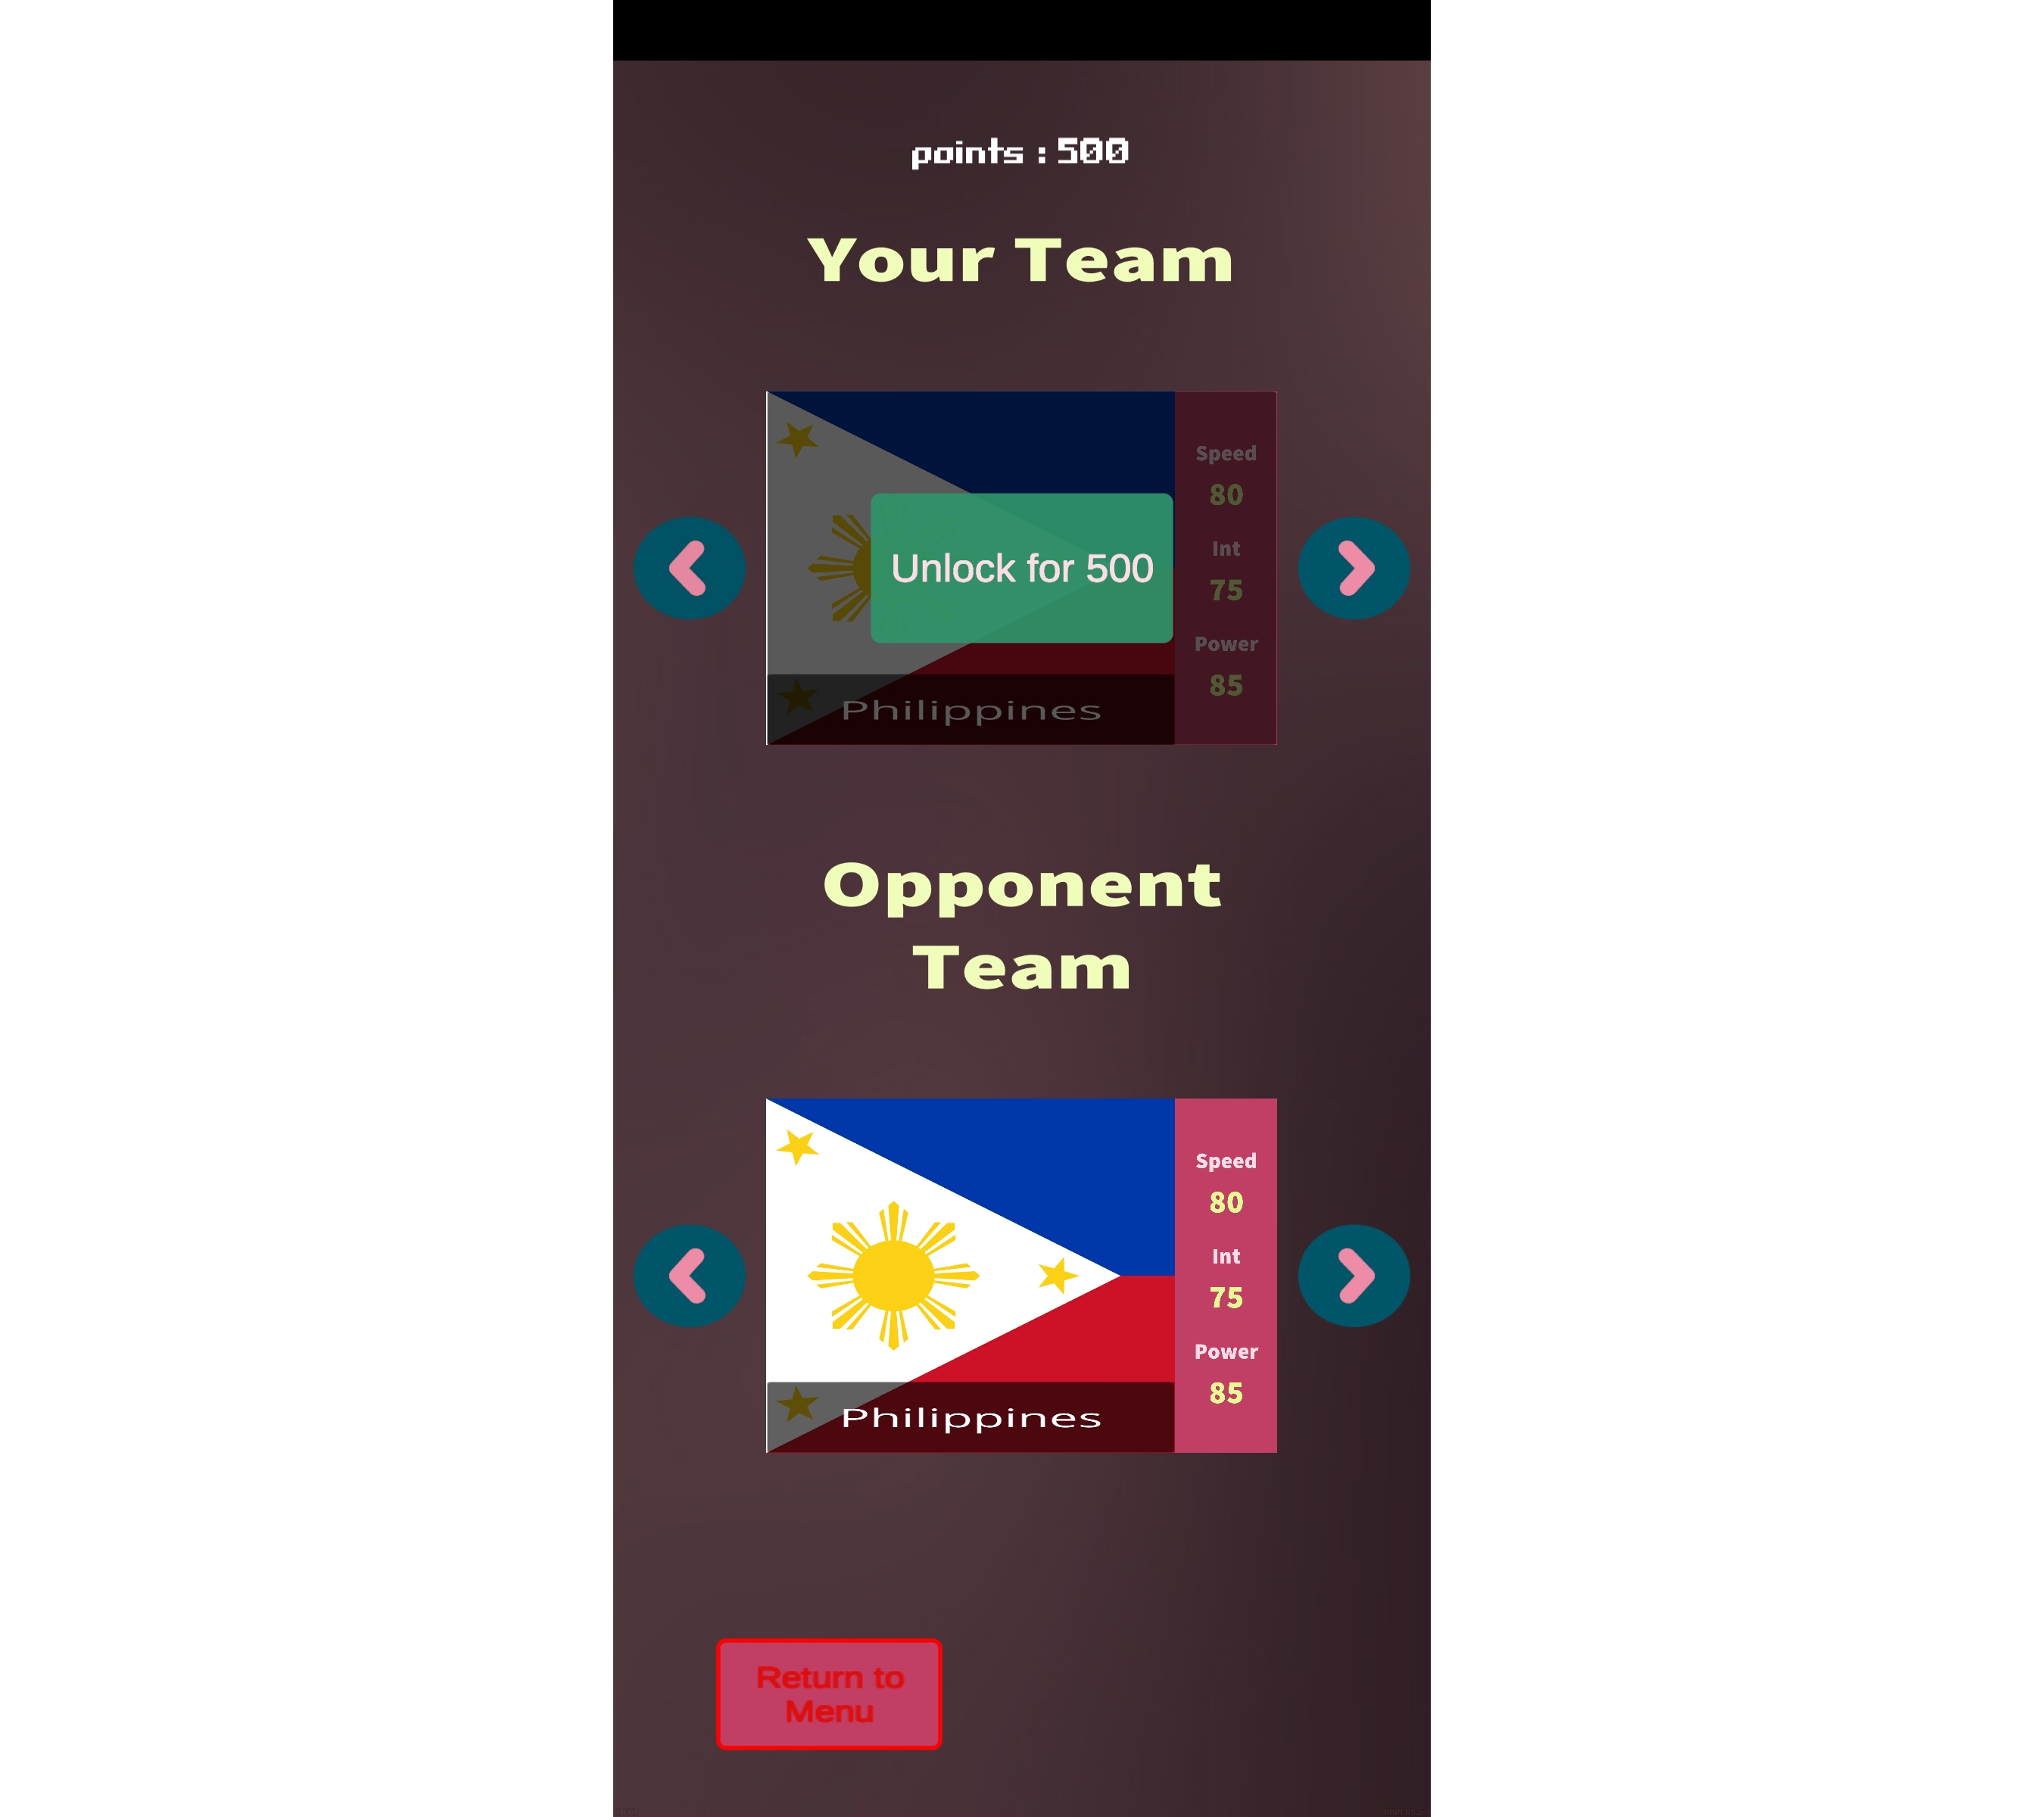 points : 500
Your Team
Speed
80
Int
75
Power
85
Unlock for 500
Philippines
Opponent
Team
Speed
80
Int
75
Power
85
Philippines
Return to
Menu